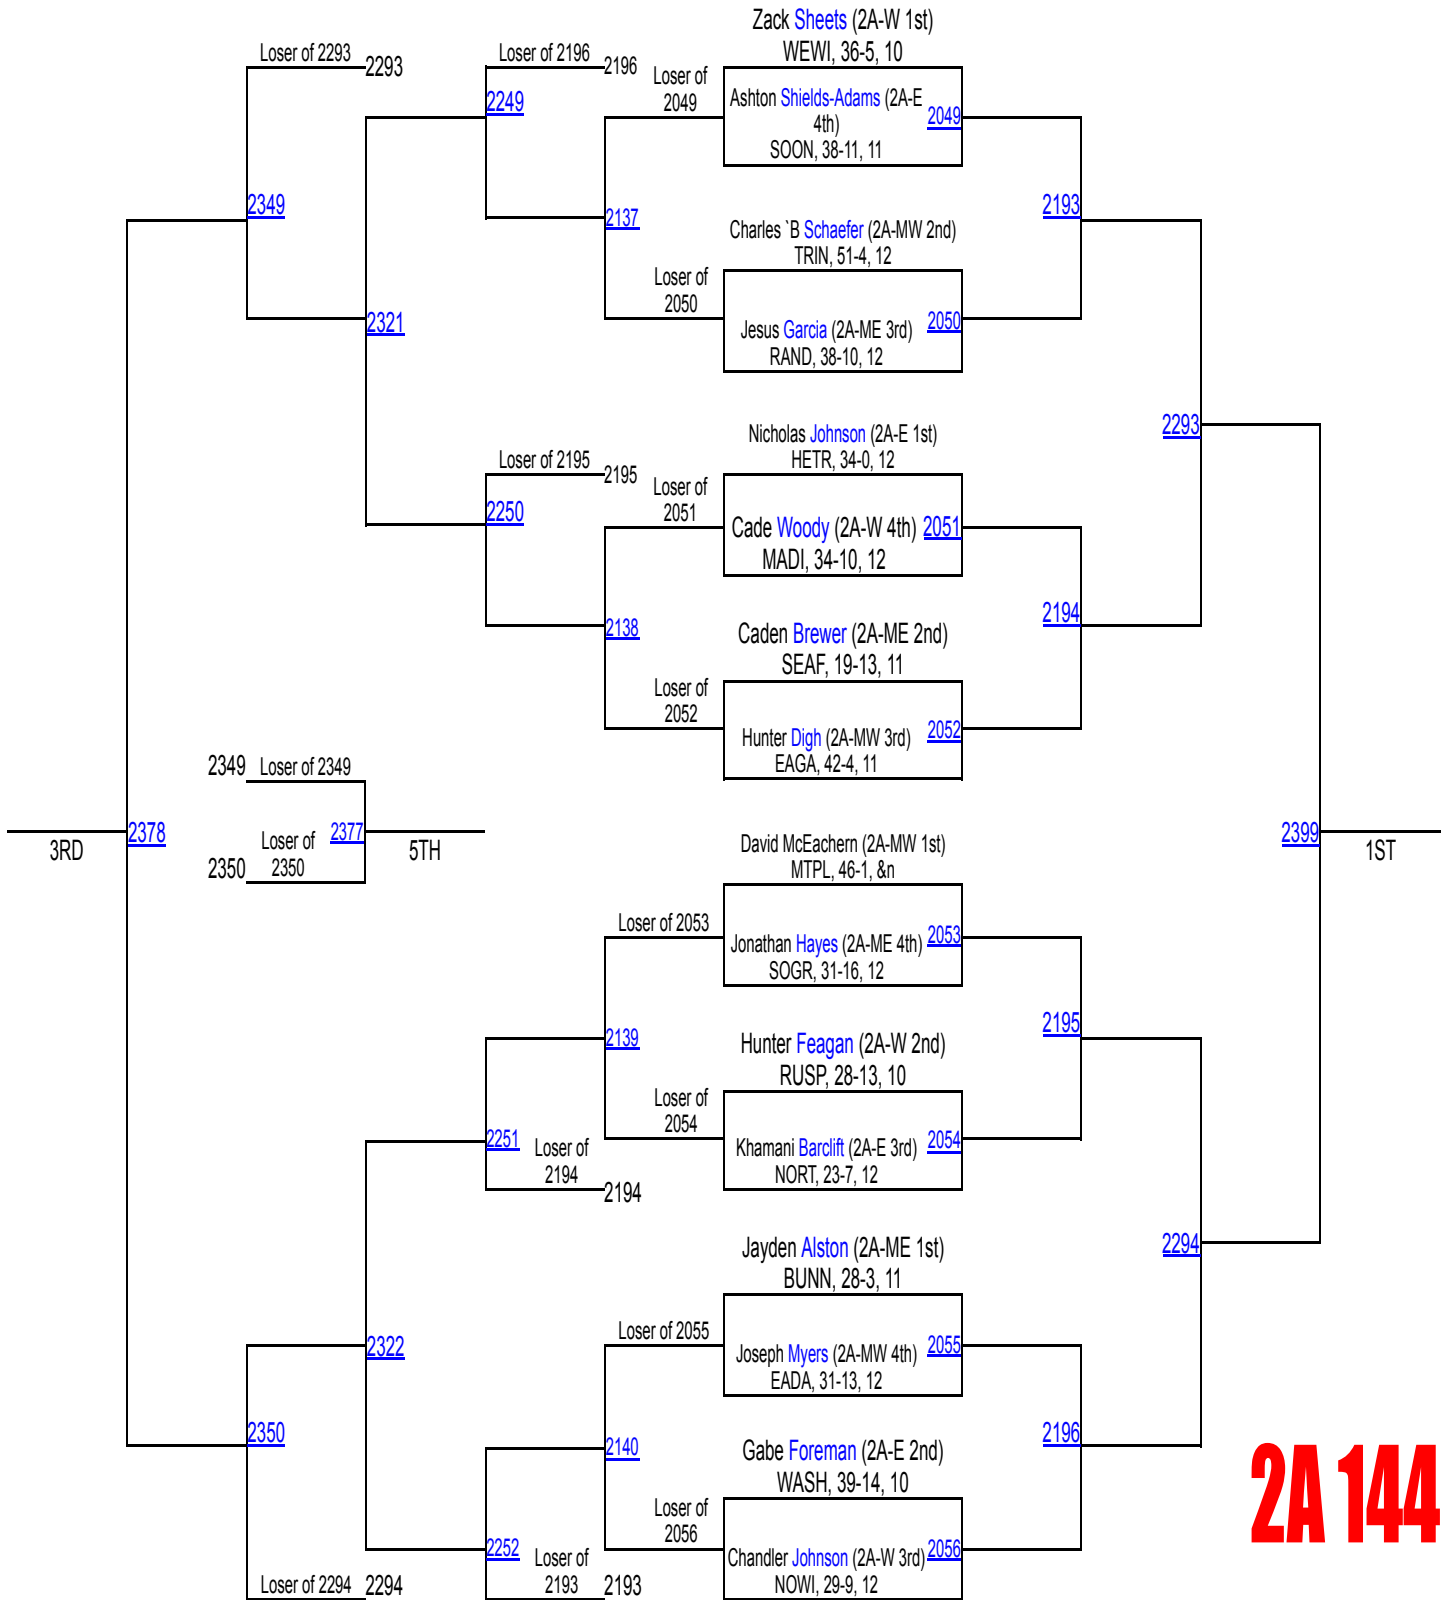 Zack Sheets (2A-W 1st)
WEWI, 36-5, 10
Loser of 2293
2293
Loser of 2196
2196
Loser of
2049
Ashton Shields-Adams (2A-E
4th)
SOON, 38-11, 11
2049
2249
2349
2137
2193
Charles `B Schaefer (2A-MW 2nd)
TRIN, 51-4, 12
Loser of
2050
Jesus Garcia (2A-ME 3rd)
RAND, 38-10, 12
2050
2321
2293
Nicholas Johnson (2A-E 1st)
HETR, 34-0, 12
Loser of 2195
2195
Loser of
2051
2250
Cade Woody (2A-W 4th)
MADI, 34-10, 12
2051
2138
2194
Caden Brewer (2A-ME 2nd)
SEAF, 19-13, 11
Loser of
2052
Hunter Digh (2A-MW 3rd)
EAGA, 42-4, 11
2052
2349
Loser of 2349
3RD
2378
Loser of
2350
2350
2377
5TH
2399
1ST
David McEachern (2A-MW 1st)
MTPL, 46-1, &n
Loser of 2053
Jonathan Hayes (2A-ME 4th)
SOGR, 31-16, 12
2053
2139
2195
Hunter Feagan (2A-W 2nd)
RUSP, 28-13, 10
Loser of
2054
Khamani Barclift (2A-E 3rd)
NORT, 23-7, 12
2054
2251
Loser of
2194
2194
2294
Jayden Alston (2A-ME 1st)
BUNN, 28-3, 11
Loser of 2055
Joseph Myers (2A-MW 4th)
EADA, 31-13, 12
2055
2322
2350
2140
2196
Gabe Foreman (2A-E 2nd)
WASH, 39-14, 10
Loser of
2056
Chandler Johnson (2A-W 3rd)
NOWI, 29-9, 12
2056
2252
Loser of
2193
2193
Loser of 2294
2294
2A 144